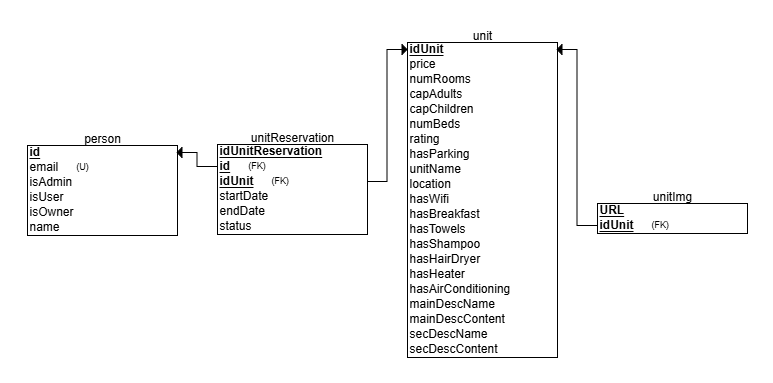 person
id
email (U)
isAdmin
isUser
isOwner
name
unitReservation
idUnitReservation
id (FK)
idUnit (FK)
startDate
endDate
status
unit
idUnit
price
numRooms
capAdults
capChildren
numBeds
rating
hasParking
unitName
location
hasWifi
hasBreakfast
hasTowels
hasShampoo
hasHairDryer
hasHeater
hasAirConditioning
mainDescName
mainDescContent
secDescName
secDescContent
unitImg
URL
idUnit (FK)